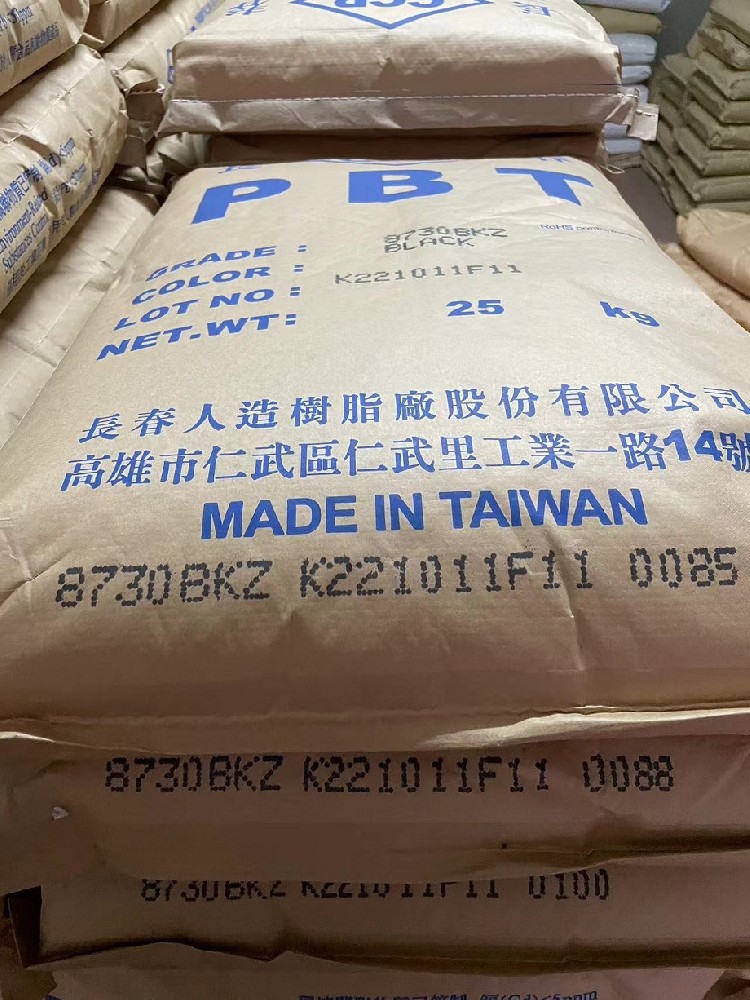 CCP
PBT
RoHS
GRADE : 8730BKZ
COLOR : BLACK
LOT NO : K221011F11
NET.WT: 25 kg
長春人造樹脂廠股份有限公司
高雄市仁武區仁武里工業一路14號
MADE IN TAIWAN
8730BKZ K221011F11 0085
8730BKZ K221011F11 0088
8730BKZ K221011F11 0100